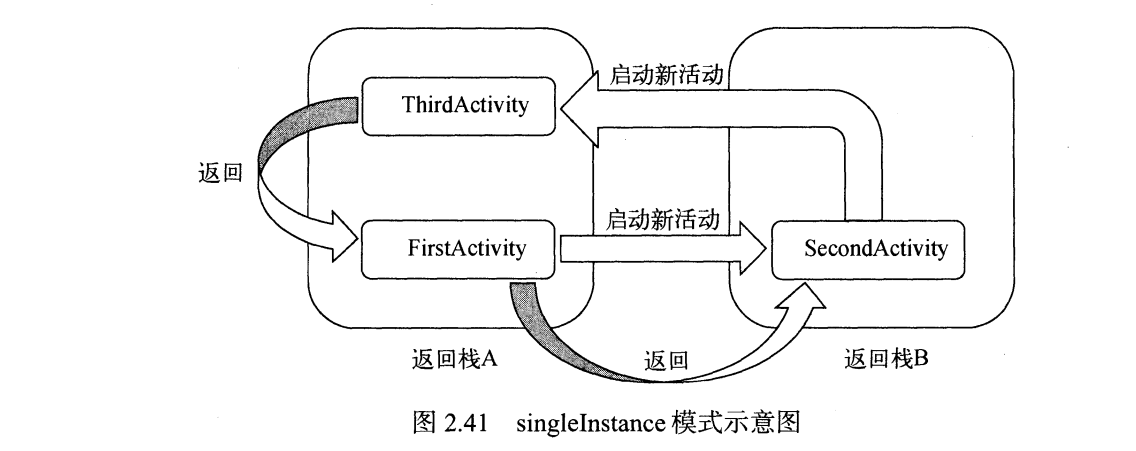 启动新活动
ThirdActivity
返回
启动新活动
FirstActivity
SecondActivity
返回栈A
返回
返回栈B
图 2.41 singleInstance 模式示意图